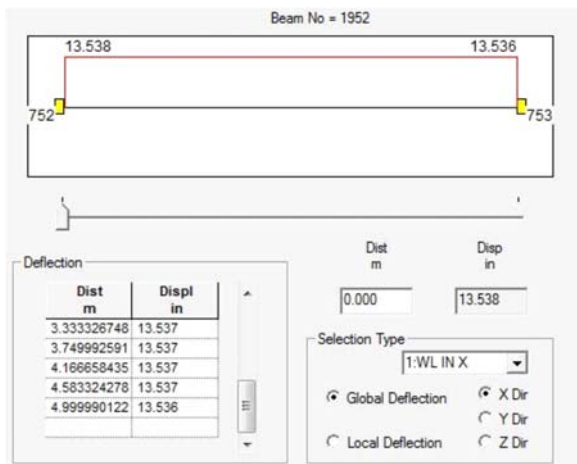 Beam No = 1952
13.538 13.536
752 753
Dist Disp
m in
0.000 13.538
Deflection
Dist Displ
m in
3.333326748 13.537
3.749992591 13.537
4.166658435 13.537
4.583324278 13.537
4.999990122 13.536
Selection Type
1:WL IN X
Global Deflection X Dir
Y Dir
Local Deflection Z Dir